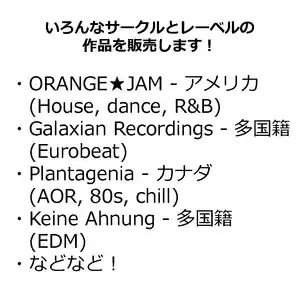 いろんなサークルとレーベルの
作品を販売します！
・ORANGE★JAM - アメリカ
(House, dance, R&B)
・Galaxian Recordings - 多国籍
(Eurobeat)
・Plantagenia - カナダ
(AOR, 80s, chill)
・Keine Ahnung - 多国籍
(EDM)
・などなど！